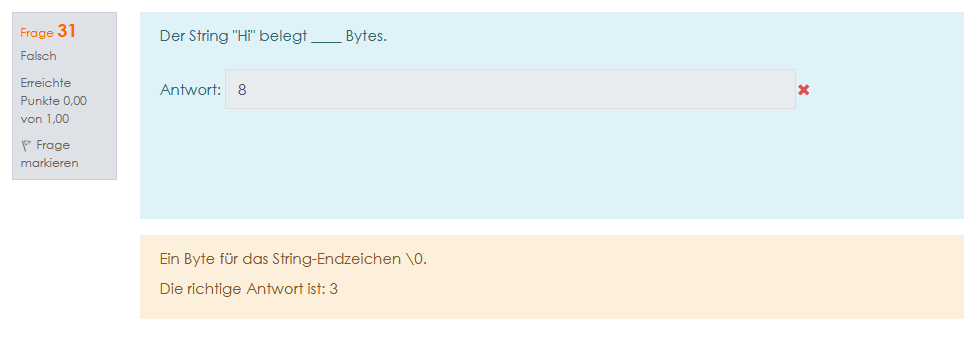 Frage 31
Falsch
Erreichte
Punkte 0,00
von 1,00
Frage
markieren
Der String "Hi" belegt ____ Bytes.
Antwort: 8
Ein Byte für das String-Endzeichen \0.
Die richtige Antwort ist: 3